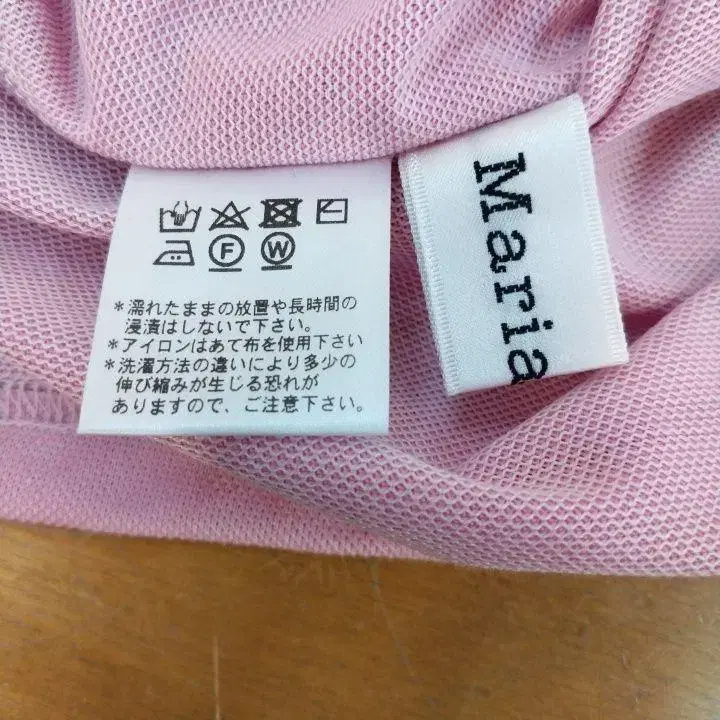 F W
*濡れたままの放置や長時間の
浸漬はしないで下さい。
*アイロンはあて布を使用下さい
*洗濯方法の違いにより多少の
伸び縮みが生じる恐れが
ありますので、ご注意下さい。
Maria